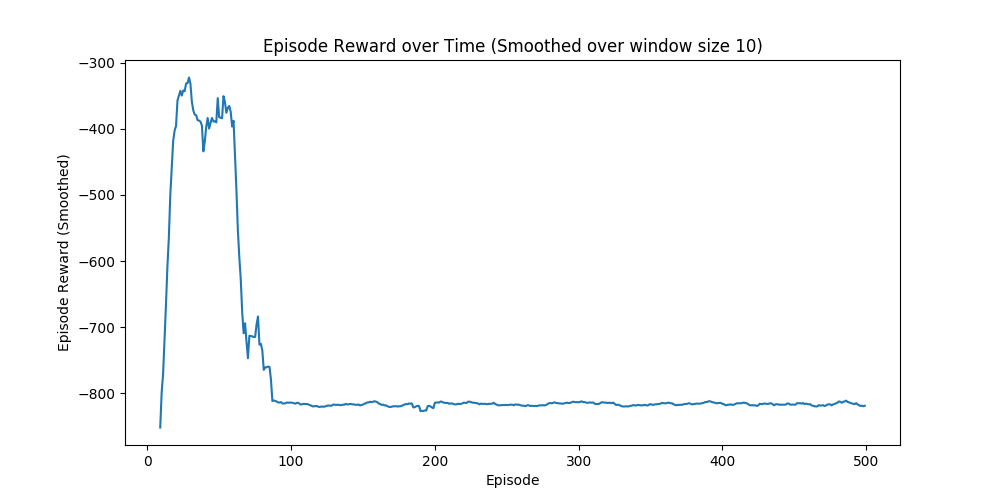 Episode Reward over Time (Smoothed over window size 10)
Episode Reward (Smoothed)
−300
−400
−500
−600
−700
−800
0 100 200 300 400 500
Episode